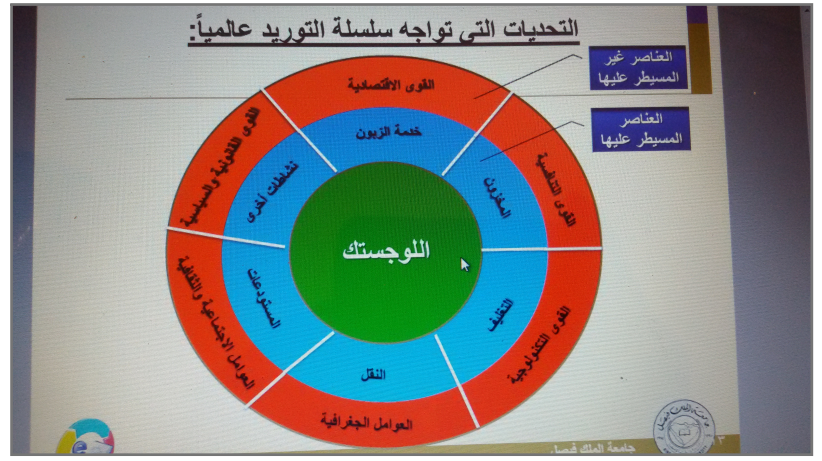 التحديات التي تواجه سلسلة التوريد عالمياً:
العناصر غير
المسيطر عليها
العناصر
المسيطر عليها
القوى الاقتصادية
القوى التنافسية
القوى التكنولوجية
العوامل الجغرافية
العوامل الاجتماعية والثقافية
القوى القانونية والسياسية
خدمة الزبون
المخزون
التغليف
النقل
المستودعات
نشاطات أخرى
اللوجستك
جامعة الملك فيصل
٣